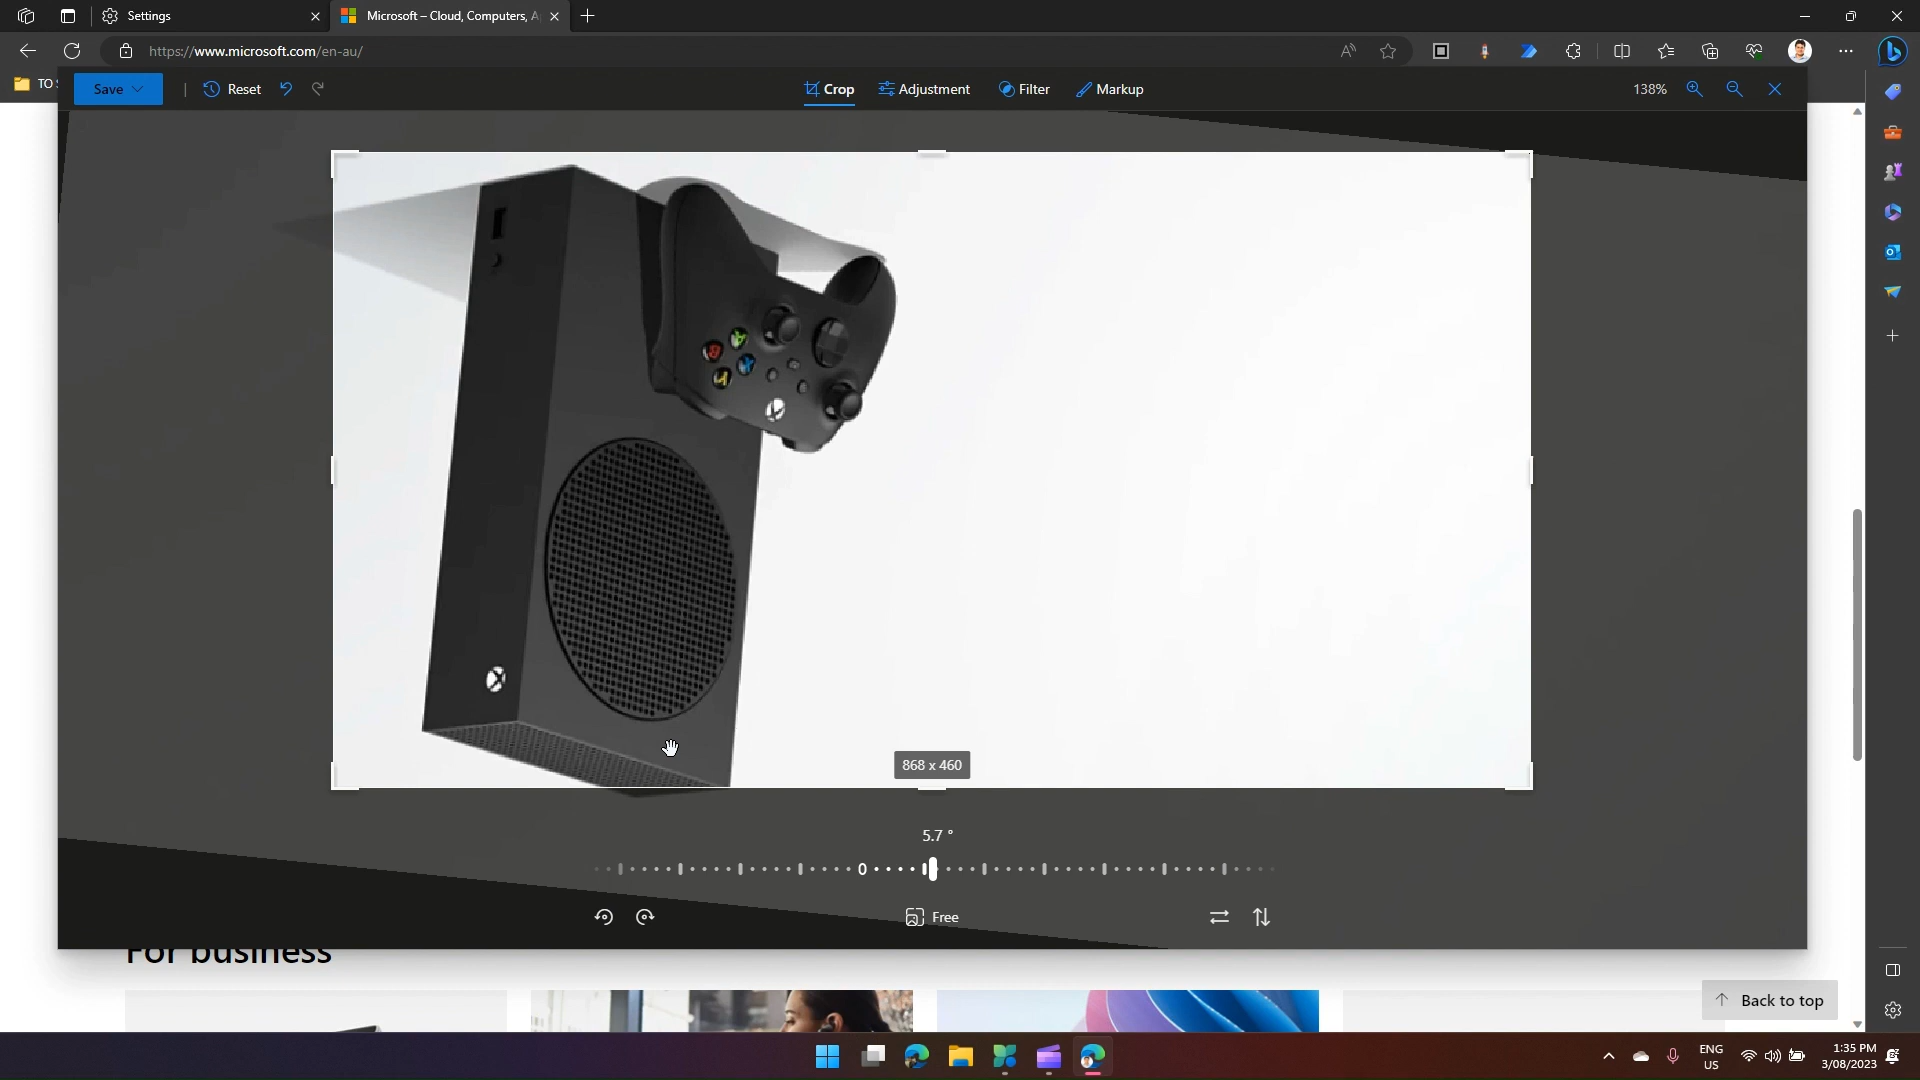 Settings
Microsoft – Cloud, Computers, A
https://www.microsoft.com/en-au/
TO
Save
Reset
Crop
Adjustment
Filter
Markup
138%
868 x 460
5.7 °
0
Free
For business
Back to top
ENG
US
1:35 PM
3/08/2023